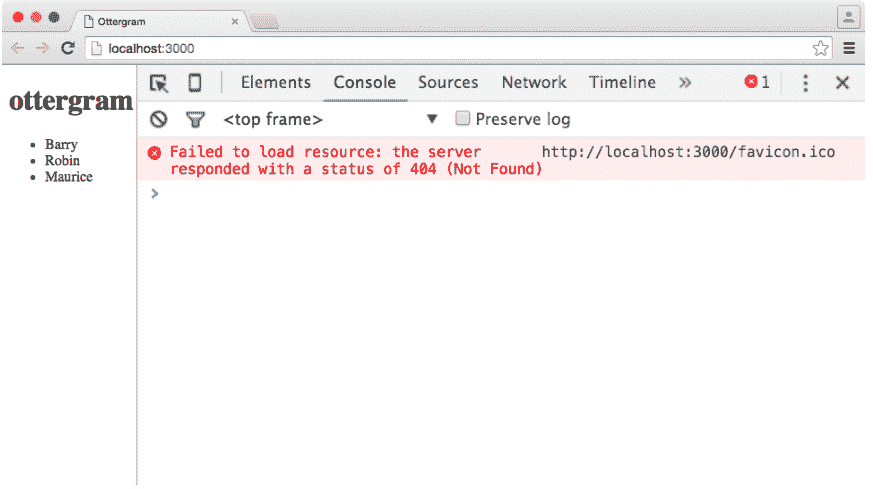 Ottergram
localhost:3000
ottergram
Barry
Robin
Maurice
Elements Console Sources Network Timeline » 1
<top frame> Preserve log
Failed to load resource: the server http://localhost:3000/favicon.ico
responded with a status of 404 (Not Found)
>